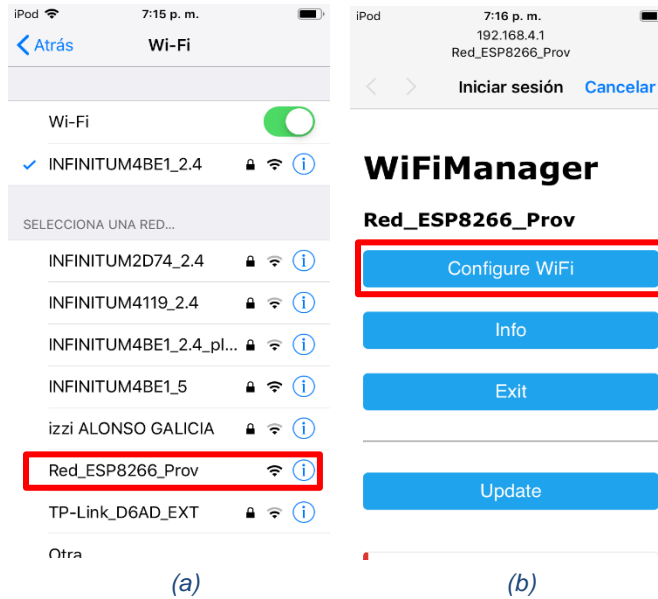 iPod 7:15 p. m.
Atrás Wi-Fi
Wi-Fi
INFINITUM4BE1_2.4
SELECCIONA UNA RED...
INFINITUM2D74_2.4
INFINITUM4119_2.4
INFINITUM4BE1_2.4_pl...
INFINITUM4BE1_5
izzi ALONSO GALICIA
Red_ESP8266_Prov
TP-Link_D6AD_EXT
Otra
(a)
iPod 7:16 p. m.
192.168.4.1
Red_ESP8266_Prov
Iniciar sesión Cancelar
WiFiManager
Red_ESP8266_Prov
Configure WiFi
Info
Exit
Update
(b)